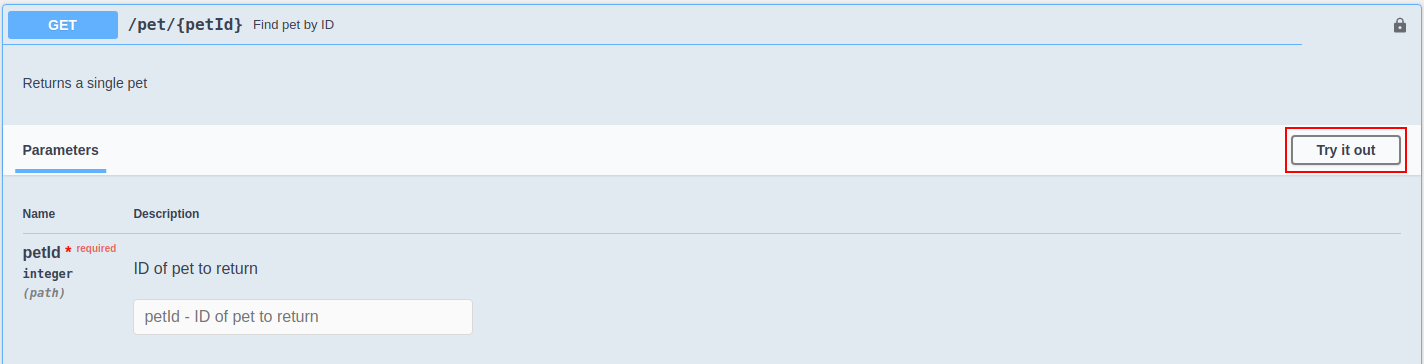 GET /pet/{petId} Find pet by ID
Returns a single pet
Parameters Try it out
Name Description
petId * required
integer
(path)
ID of pet to return
petId - ID of pet to return